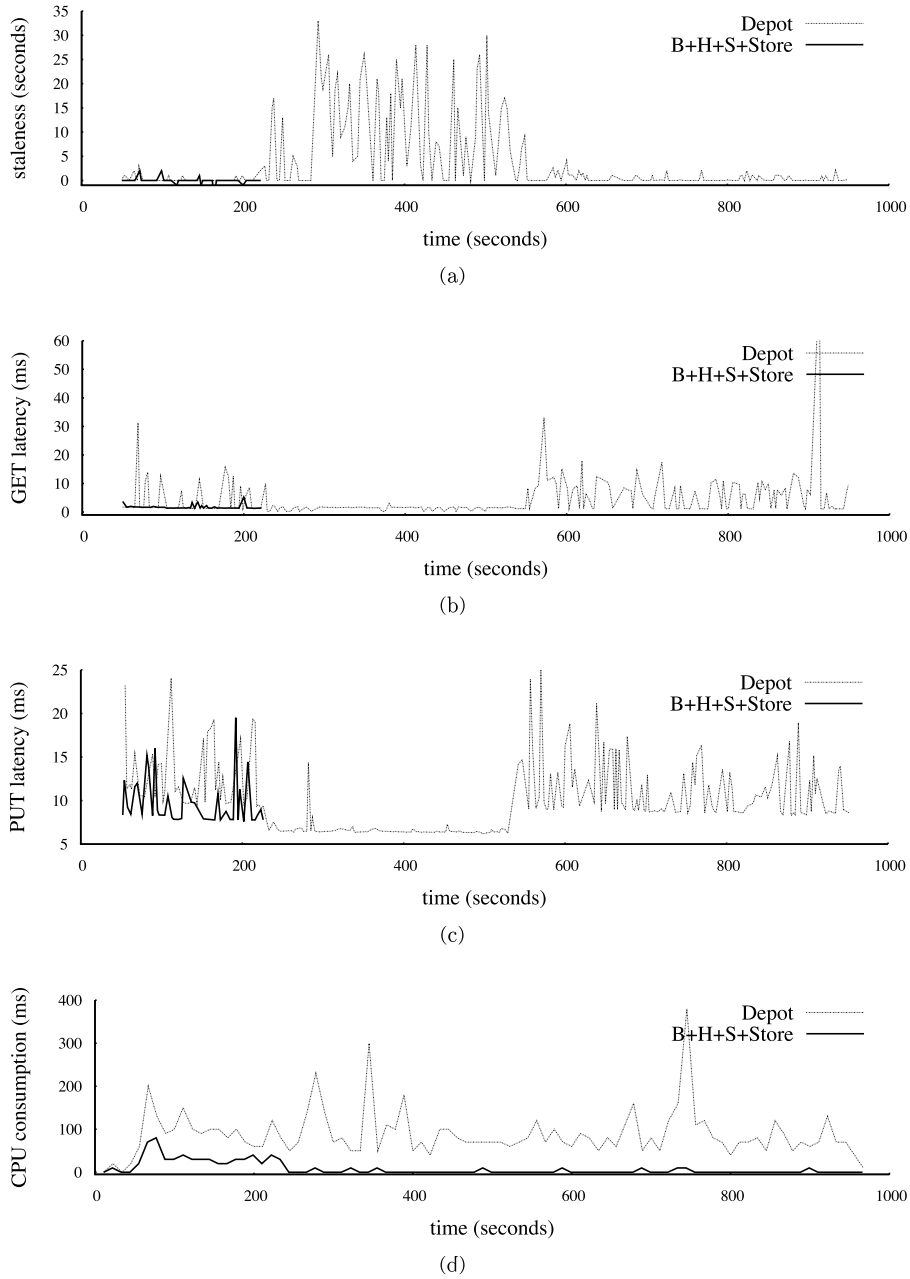 35
30
25
20
15
10
5
0
staleness (seconds)
Depot
B+H+S+Store
0 200 400 600 800 1000
time (seconds)
(a)
60
50
40
30
20
10
0
GET latency (ms)
Depot
B+H+S+Store
0 200 400 600 800 1000
time (seconds)
(b)
25
20
15
10
5
PUT latency (ms)
Depot
B+H+S+Store
0 200 400 600 800 1000
time (seconds)
(c)
400
300
200
100
0
CPU consumption (ms)
Depot
B+H+S+Store
0 200 400 600 800 1000
time (seconds)
(d)